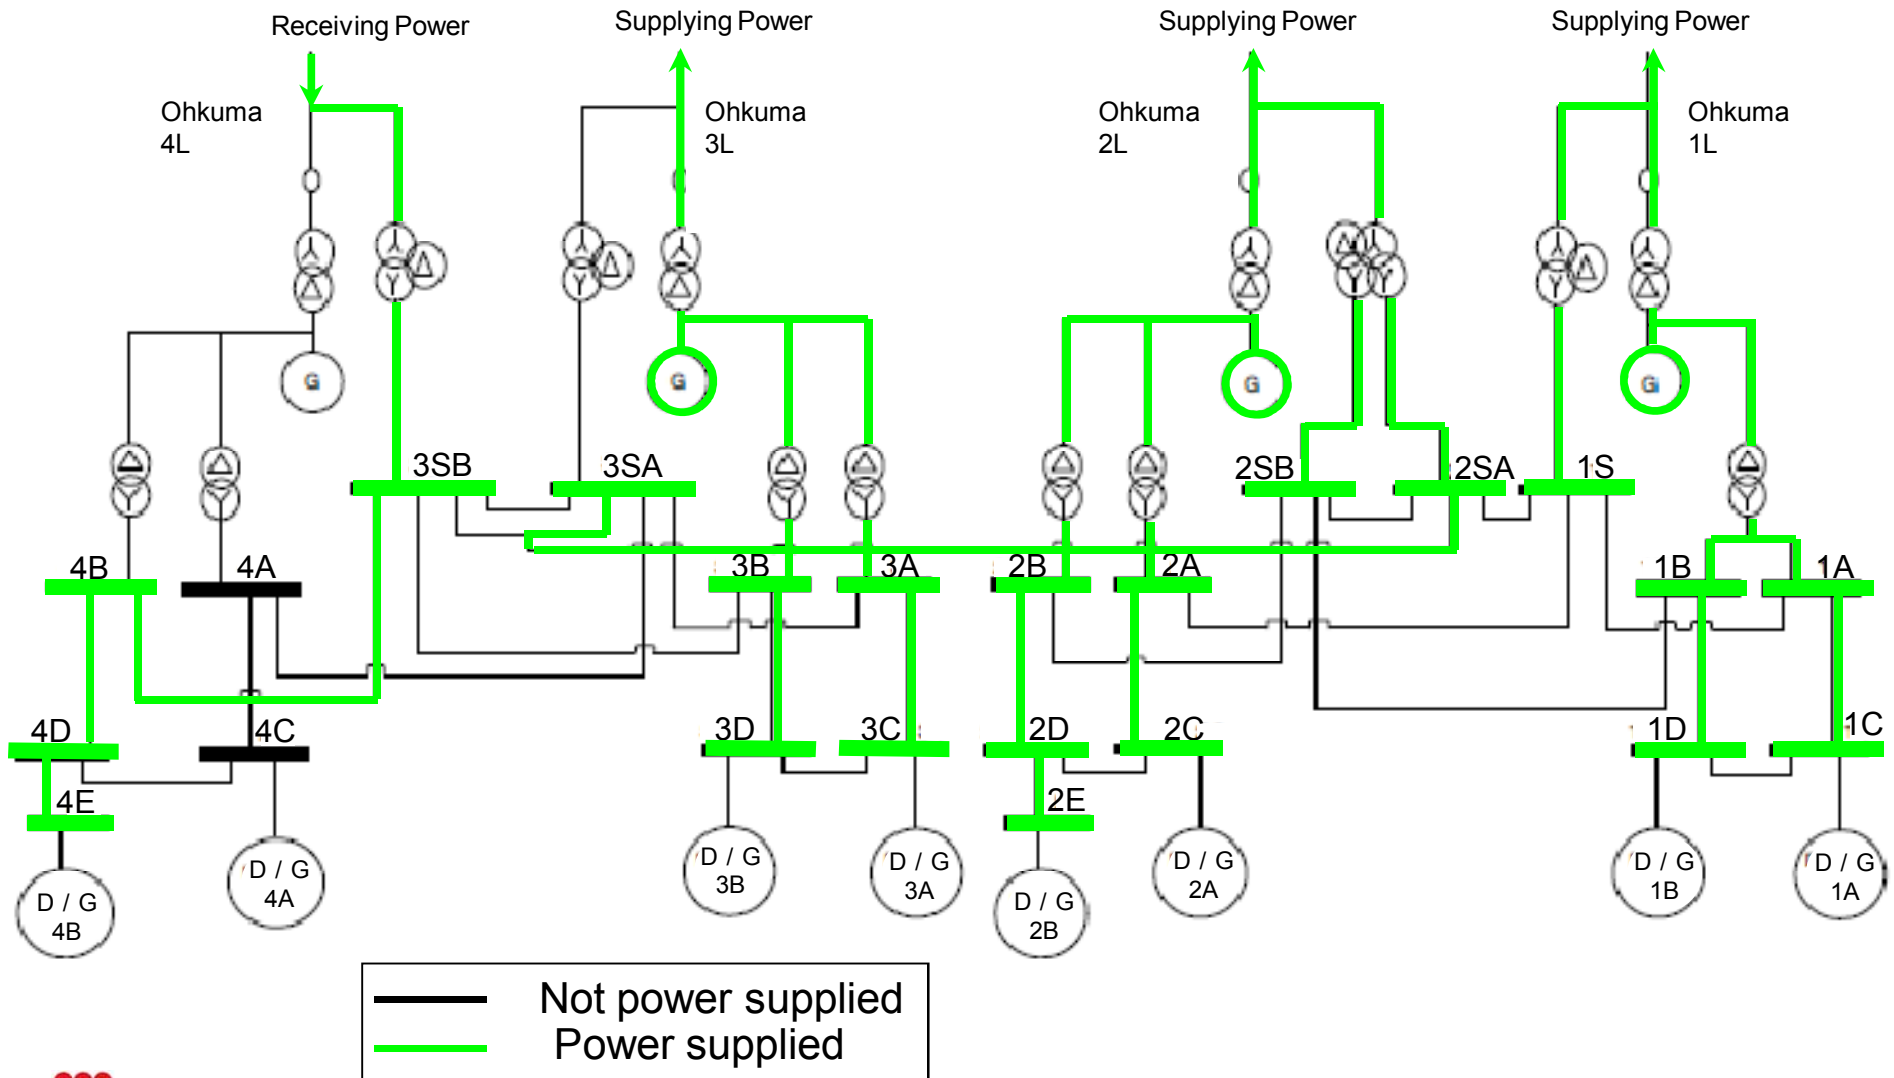 Receiving Power
Supplying Power
Supplying Power
Supplying Power
Ohkuma
4L
Ohkuma
3L
Ohkuma
2L
Ohkuma
1L
G
G
G
G
3SB
3SA
2SB
2SA
1S
4B
4A
3B
3A
2B
2A
1B
1A
4D
4C
3D
3C
2D
2C
1D
1C
4E
2E
D / G
4B
D / G
4A
D / G
3B
D / G
3A
D / G
2B
D / G
2A
D / G
1B
D / G
1A
Not power supplied
Power supplied